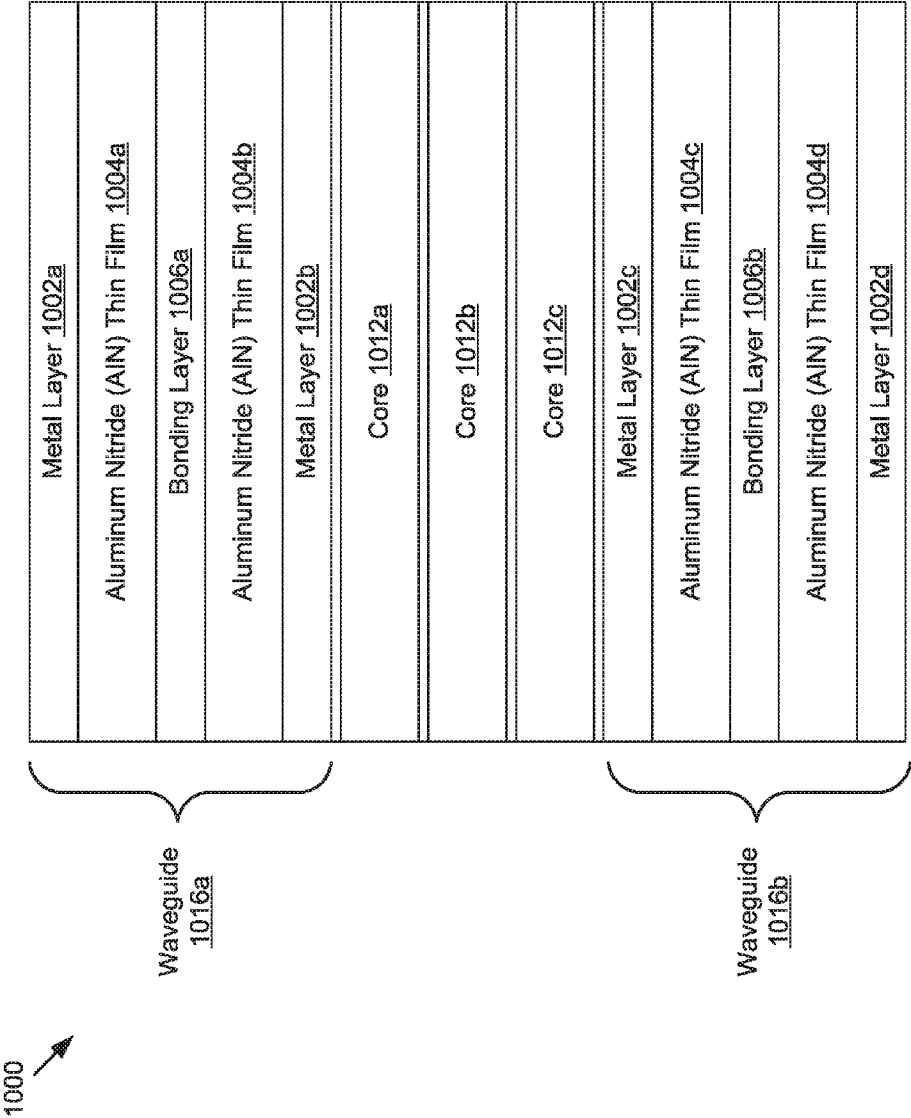 1000
Waveguide
1016a
Waveguide
1016b
Metal Layer 1002a
Aluminum Nitride (AlN) Thin Film 1004a
Bonding Layer 1006a
Aluminum Nitride (AlN) Thin Film 1004b
Metal Layer 1002b
Core 1012a
Core 1012b
Core 1012c
Metal Layer 1002c
Aluminum Nitride (AlN) Thin Film 1004c
Bonding Layer 1006b
Aluminum Nitride (AlN) Thin Film 1004d
Metal Layer 1002d